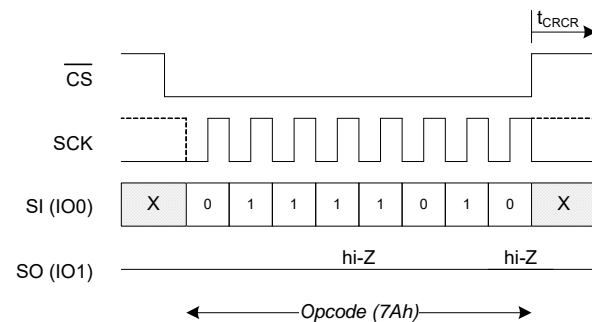 tCRCR
CS
SCK
SI (IO0) X 0 1 1 1 1 0 1 0 X
SO (IO1) hi-Z hi-Z
Opcode (7Ah)